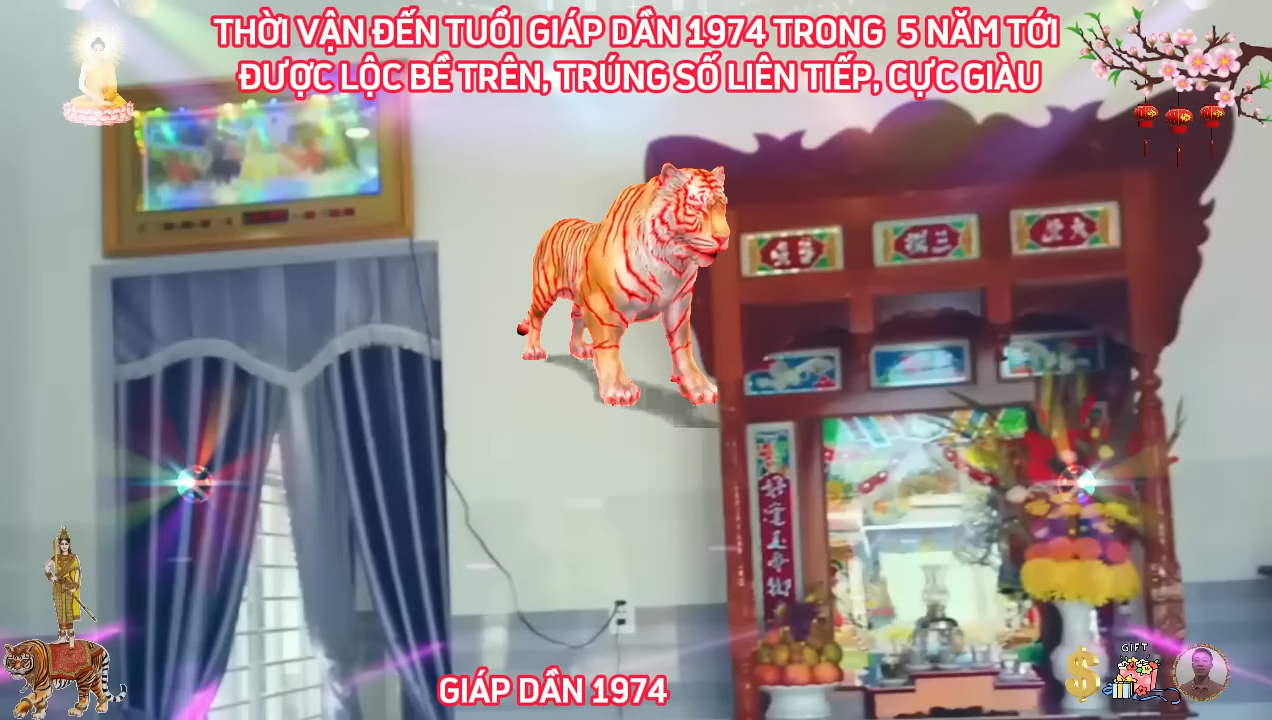 THỜI VẬN ĐẾN TUỔI GIÁP DẦN 1974 TRONG 5 NĂM TỚI
ĐƯỢC LỘC BỀ TRÊN, TRÚNG SỐ LIÊN TIẾP, CỰC GIÀU
GIFT
GIÁP DẦN 1974